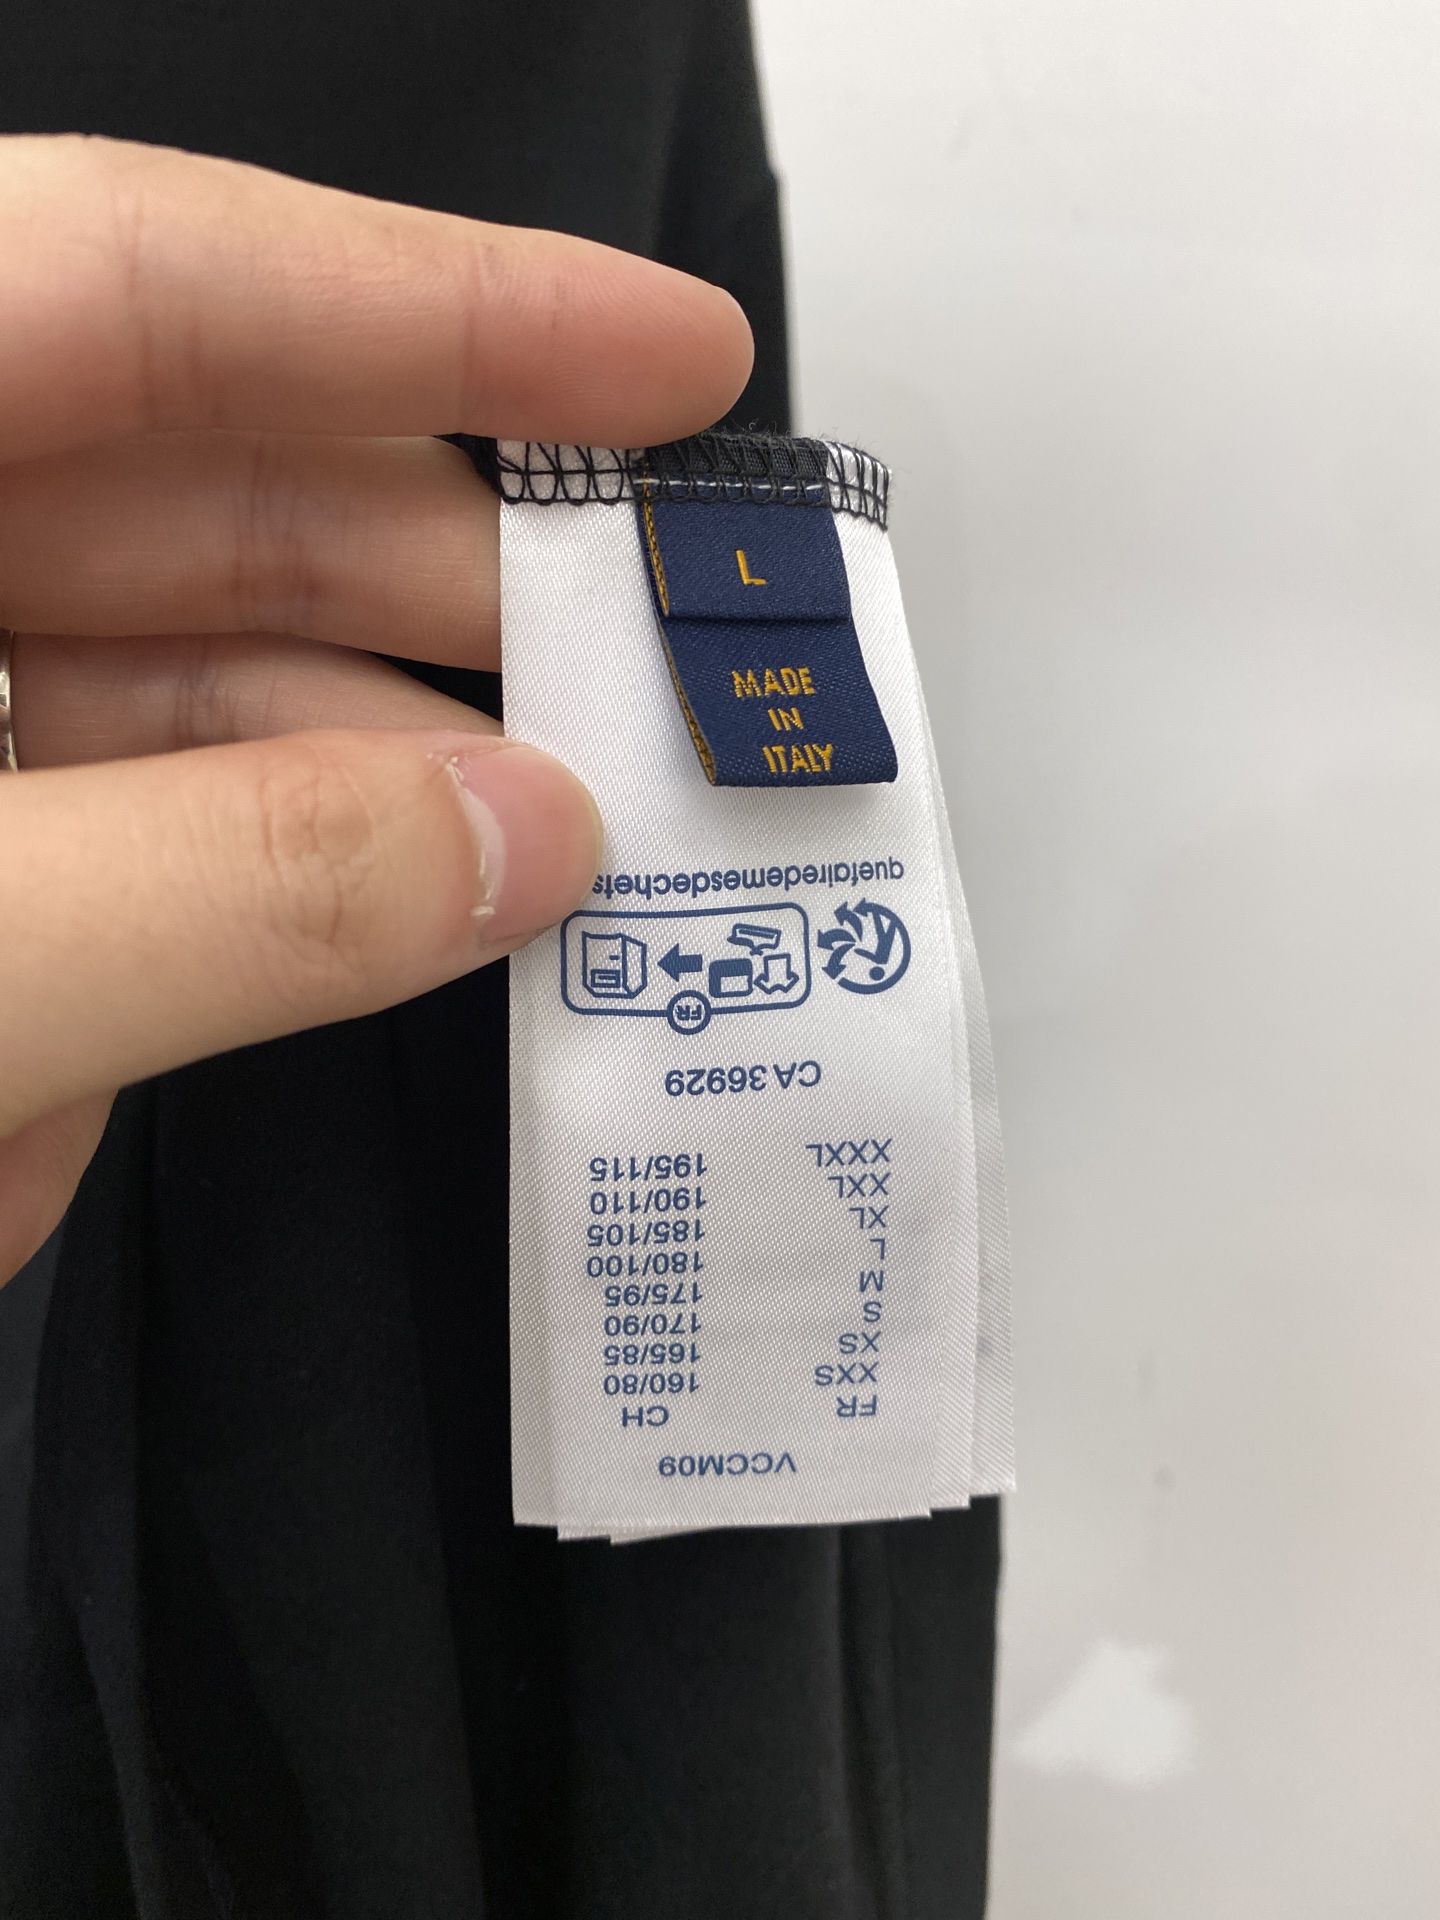 L
MADE
IN
ITALY
VCCM09
FR CH
XXS 160/80
XS 165/85
S 170/90
M 175/95
L 180/100
XL 185/105
XXL 190/110
XXXL 195/115
CA 36929
FR
quefairedemesdechets